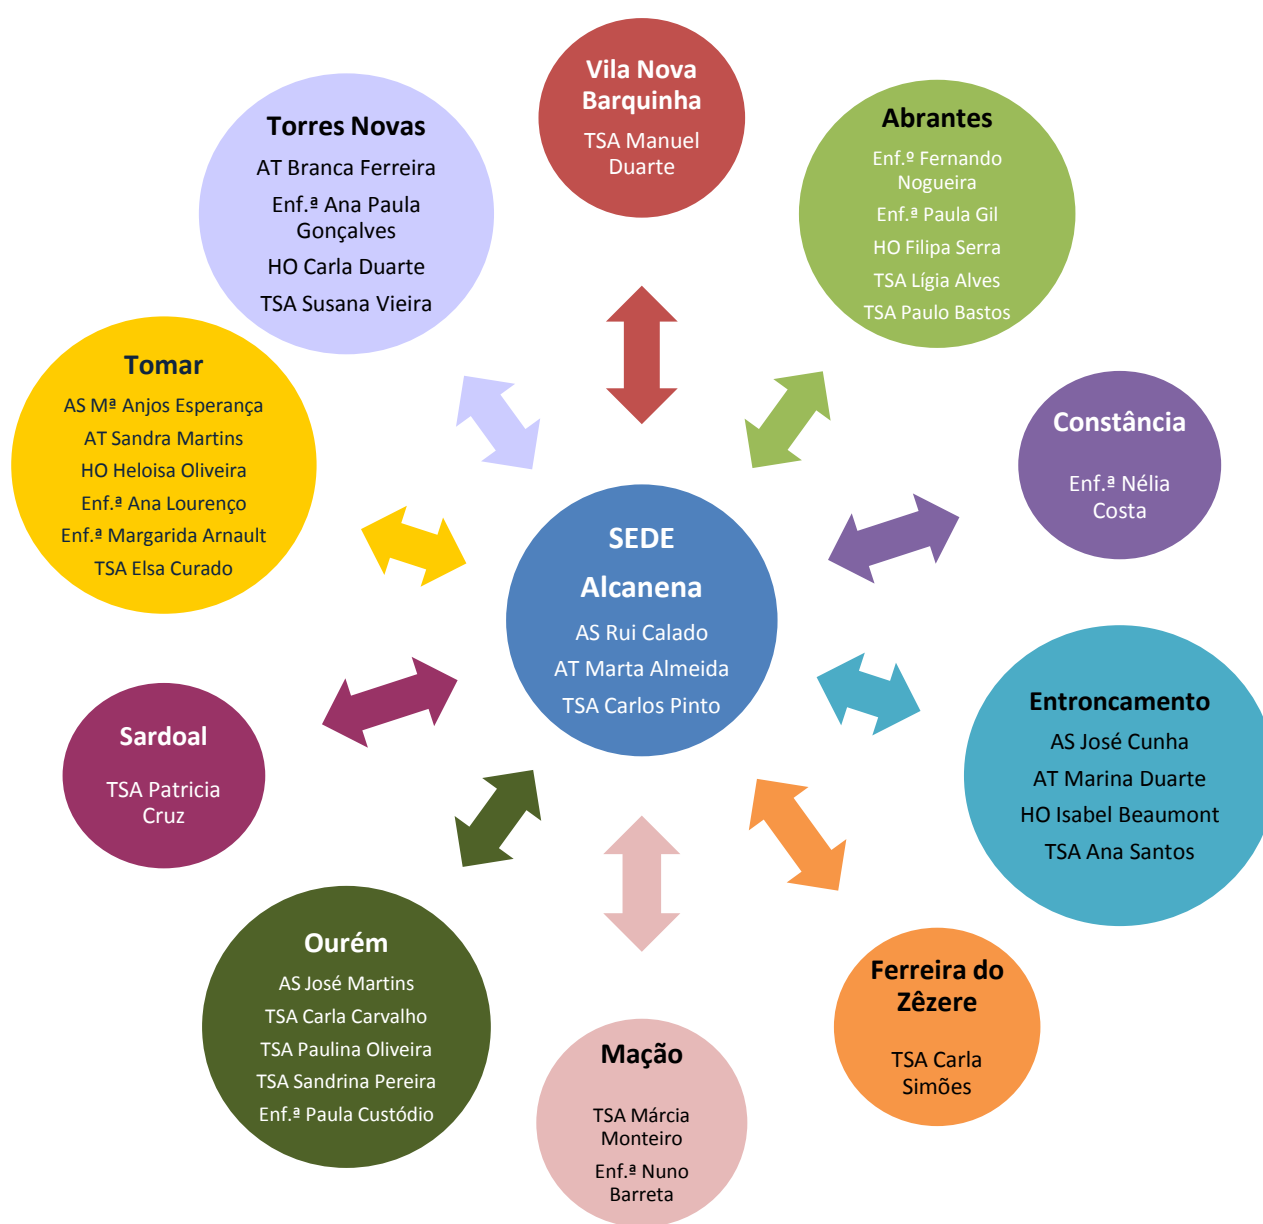 Vila Nova
Barquinha
TSA Manuel
Duarte
Abrantes
Enf.º Fernando
Nogueira
Enf.ª Paula Gil
HO Filipa Serra
TSA Lígia Alves
TSA Paulo Bastos
Constância
Enf.ª Nélia
Costa
Entroncamento
AS José Cunha
AT Marina Duarte
HO Isabel Beaumont
TSA Ana Santos
Ferreira do
Zêzere
TSA Carla
Simões
Mação
TSA Márcia
Monteiro
Enf.ª Nuno
Barreta
Ourém
AS José Martins
TSA Carla Carvalho
TSA Paulina Oliveira
TSA Sandrina Pereira
Enf.ª Paula Custódio
Sardoal
TSA Patricia
Cruz
Tomar
AS Mª Anjos Esperança
AT Sandra Martins
HO Heloisa Oliveira
Enf.ª Ana Lourenço
Enf.ª Margarida Arnault
TSA Elsa Curado
Torres Novas
AT Branca Ferreira
Enf.ª Ana Paula
Gonçalves
HO Carla Duarte
TSA Susana Vieira
SEDE
Alcanena
AS Rui Calado
AT Marta Almeida
TSA Carlos Pinto